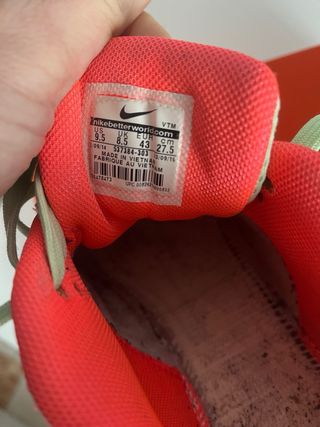 VTM
nikebetterworld.com
US UK EUR cm
9.5 8.5 43 27.5
537384-303
MADE IN VIETNAM
FABRIQUE AU VIETNAM